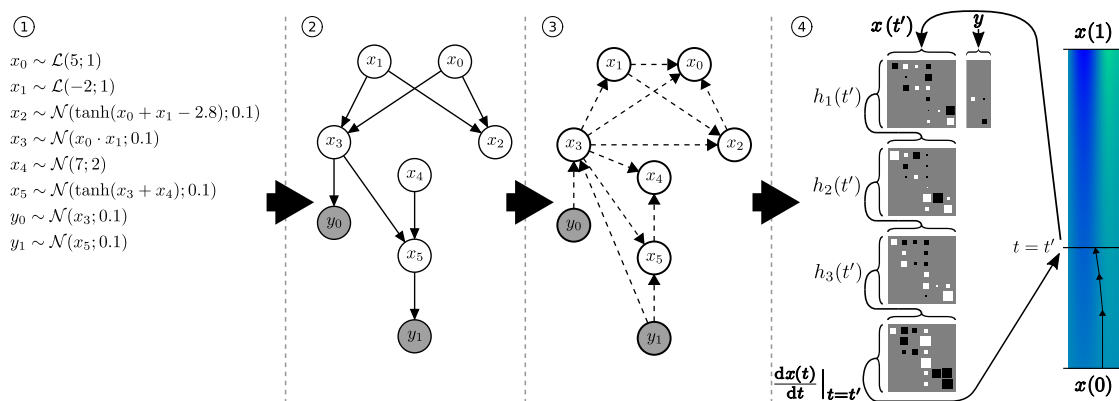 ①
x₀ ∼ ℒ(5; 1)
x₁ ∼ ℒ(−2; 1)
x₂ ∼ 𝒩(tanh(x₀ + x₁ − 2.8); 0.1)
x₃ ∼ 𝒩(x₀ · x₁; 0.1)
x₄ ∼ 𝒩(7; 2)
x₅ ∼ 𝒩(tanh(x₃ + x₄); 0.1)
y₀ ∼ 𝒩(x₃; 0.1)
y₁ ∼ 𝒩(x₅; 0.1)
②
x₁ x₀
x₃ x₂
x₄
y₀
x₅
y₁
③
x₁ x₀
x₃ x₂
x₄
y₀
x₅
y₁
④
x(t′) y
h₁(t′)
h₂(t′)
h₃(t′)
dx(t)/dt |t=t′
x(1)
t = t′
x(0)